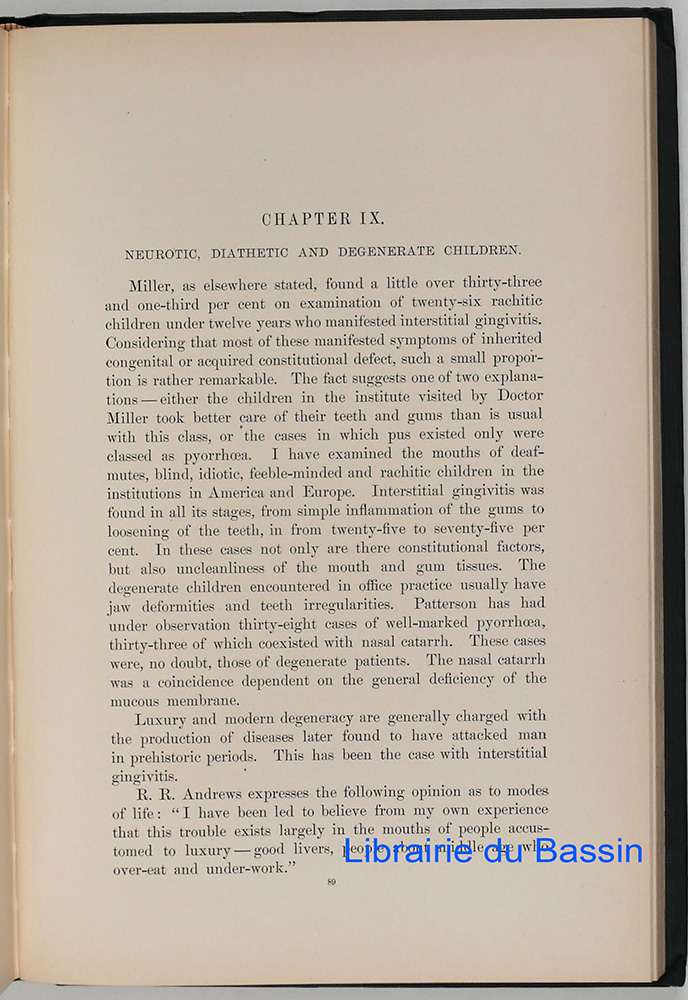 CHAPTER IX.
NEUROTIC, DIATHETIC AND DEGENERATE CHILDREN.
Miller, as elsewhere stated, found a little over thirty-three
and one-third per cent on examination of twenty-six rachitic
children under twelve years who manifested interstitial gingivitis.
Considering that most of these manifested symptoms of inherited
congenital or acquired constitutional defect, such a small propor-
tion is rather remarkable. The fact suggests one of two explana-
tions — either the children in the institute visited by Doctor
Miller took better care of their teeth and gums than is usual
with this class, or the cases in which pus existed only were
classed as pyorrhœa. I have examined the mouths of deaf-
mutes, blind, idiotic, feeble-minded and rachitic children in the
institutions in America and Europe. Interstitial gingivitis was
found in all its stages, from simple inflammation of the gums to
loosening of the teeth, in from twenty-five to seventy-five per
cent. In these cases not only are there constitutional factors,
but also uncleanliness of the mouth and gum tissues. The
degenerate children encountered in office practice usually have
jaw deformities and teeth irregularities. Patterson has had
under observation thirty-eight cases of well-marked pyorrhœa,
thirty-three of which coexisted with nasal catarrh. These cases
were, no doubt, those of degenerate patients. The nasal catarrh
was a coincidence dependent on the general deficiency of the
mucous membrane.
Luxury and modern degeneracy are generally charged with
the production of diseases later found to have attacked man
in prehistoric periods. This has been the case with interstitial
gingivitis.
R. R. Andrews expresses the following opinion as to modes
of life: "I have been led to believe from my own experience
that this trouble exists largely in the mouths of people accus-
tomed to luxury — good livers, people about middle age who
over-eat and under-work."
89
Librairie du Bassin